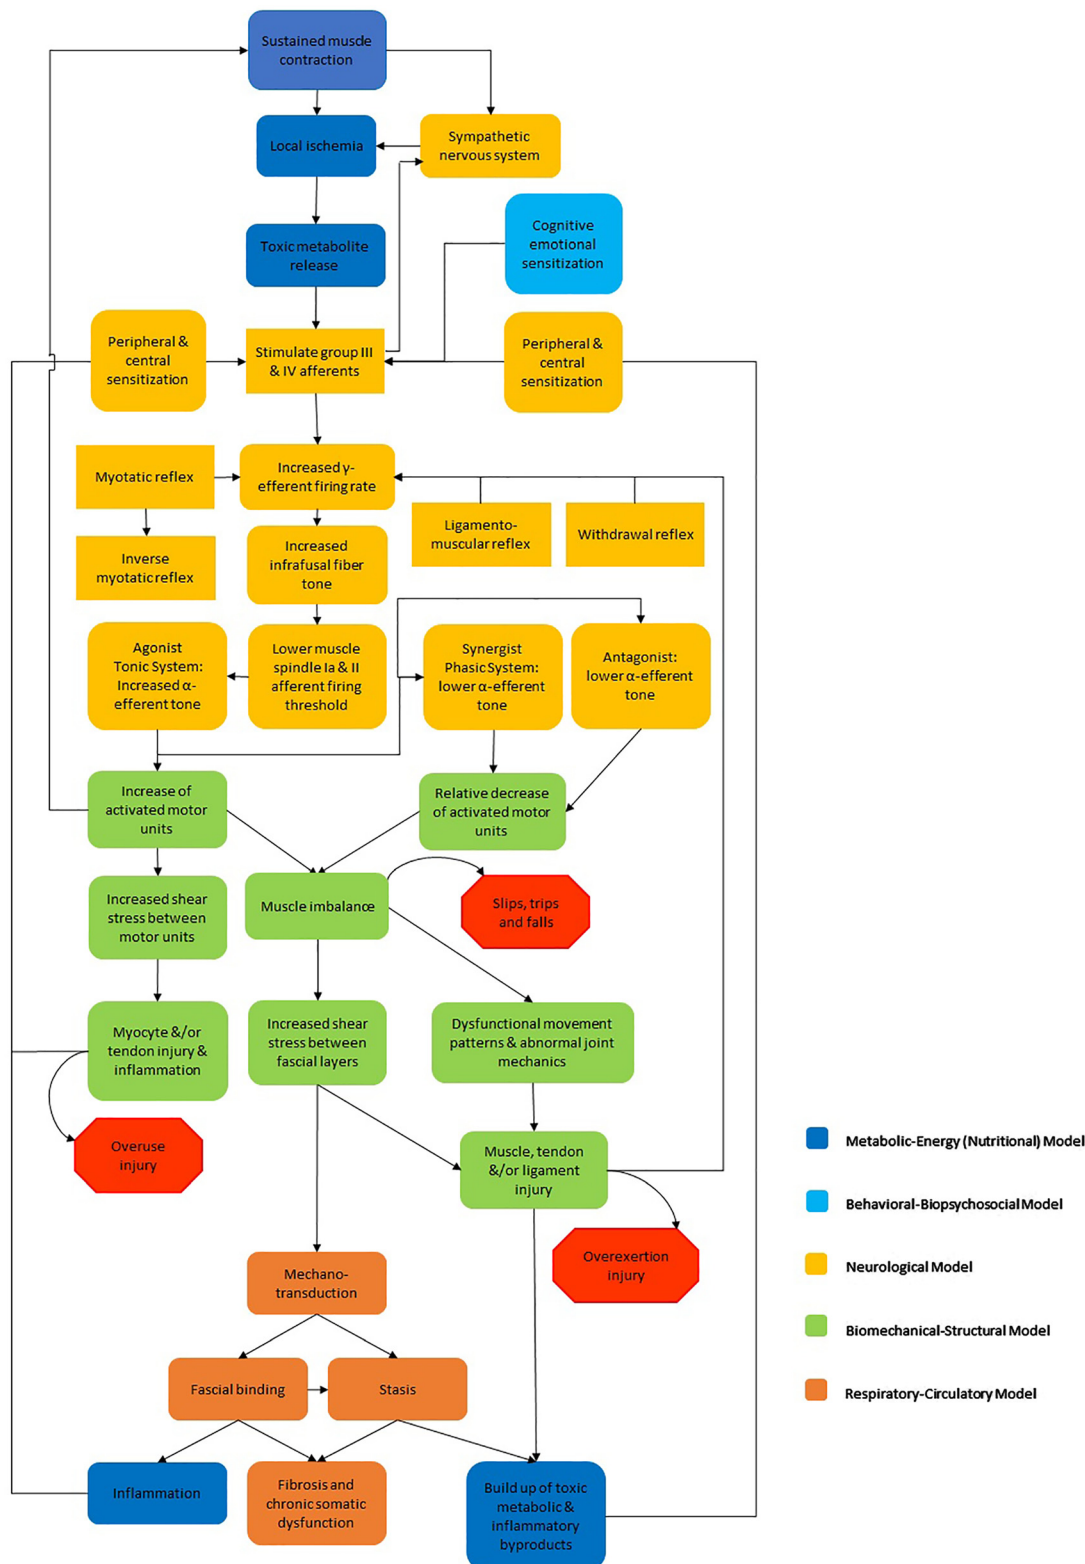 Sustained muscle
contraction
Local ischemia
Sympathetic
nervous system
Cognitive
emotional
sensitization
Toxic metabolite
release
Peripheral &
central
sensitization
Stimulate group III
& IV afferents
Peripheral &
central
sensitization
Myotatic reflex
Increased γ-
efferent firing rate
Ligamento-
muscular reflex
Withdrawal reflex
Inverse
myotatic reflex
Increased
infrafusal fiber
tone
Agonist
Tonic System:
Increased α-
efferent tone
Lower muscle
spindle Ia & II
afferent firing
threshold
Synergist
Phasic System:
lower α-efferent
tone
Antagonist:
lower α-efferent
tone
Increase of
activated motor
units
Relative decrease
of activated motor
units
Increased shear
stress between
motor units
Muscle imbalance
Slips, trips
and falls
Myocyte &/or
tendon injury &
inflammation
Increased shear
stress between
fascial layers
Dysfunctional movement
patterns & abnormal joint
mechanics
Overuse
injury
Muscle, tendon
&/or ligament
injury
Overexertion
injury
Mechano-
transduction
Fascial binding
Stasis
Inflammation
Fibrosis and
chronic somatic
dysfunction
Build up of toxic
metabolic &
inflammatory
byproducts
Metabolic-Energy (Nutritional) Model
Behavioral-Biopsychosocial Model
Neurological Model
Biomechanical-Structural Model
Respiratory-Circulatory Model